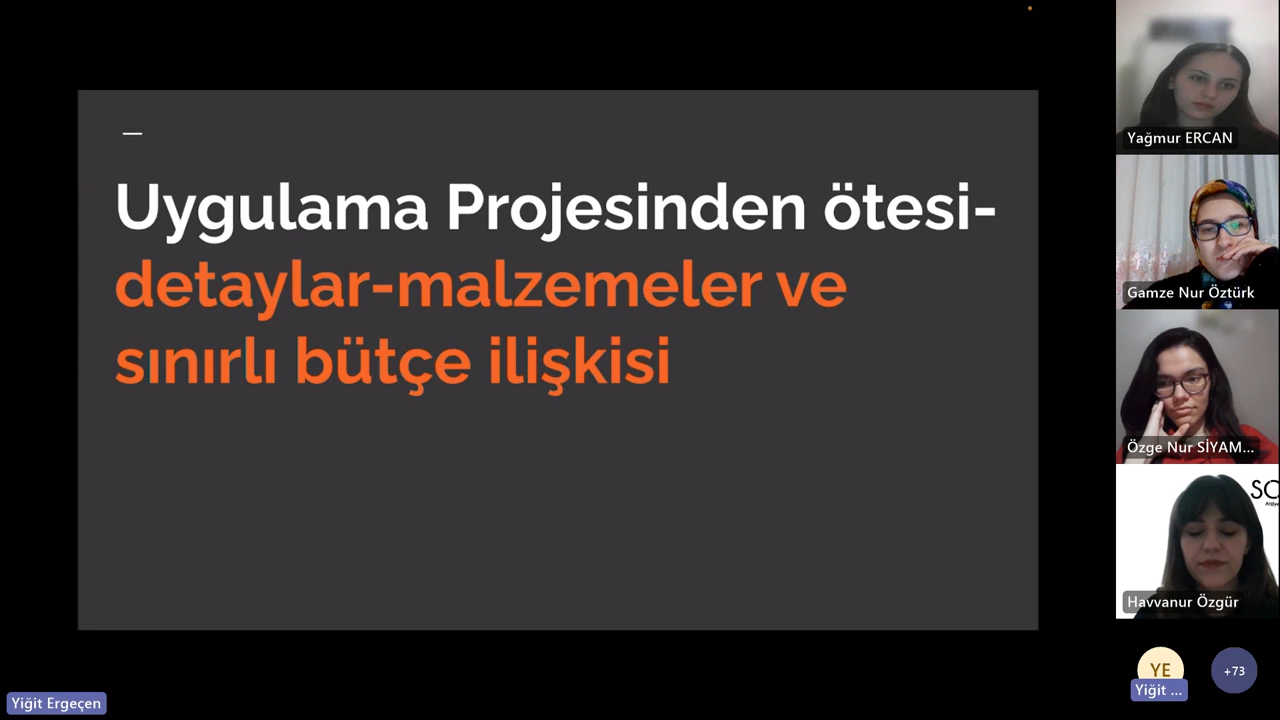 Uygulama Projesinden ötesi-
detaylar-malzemeler ve
sınırlı bütçe ilişkisi
Yağmur ERCAN
Gamze Nur Öztürk
Özge Nur SİYAM...
Havvanur Özgür
YE
Yiğit ...
+73
Yiğit Ergeçen